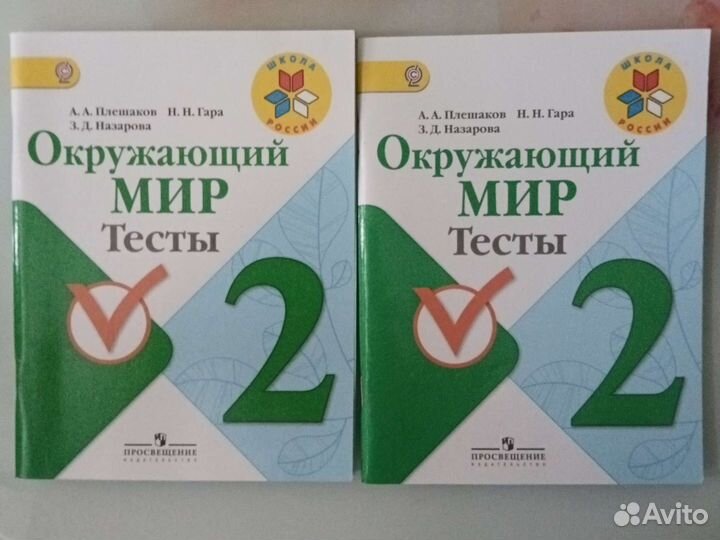 ШКОЛА
РОССИИ
А. А. Плешаков Н. Н. Гара
З. Д. Назарова
Окружающий
МИР
Тесты
2
ПРОСВЕЩЕНИЕ
ИЗДАТЕЛЬСТВО
ШКОЛА
РОССИИ
А. А. Плешаков Н. Н. Гара
З. Д. Назарова
Окружающий
МИР
Тесты
2
ПРОСВЕЩЕНИЕ
ИЗДАТЕЛЬСТВО
Avito